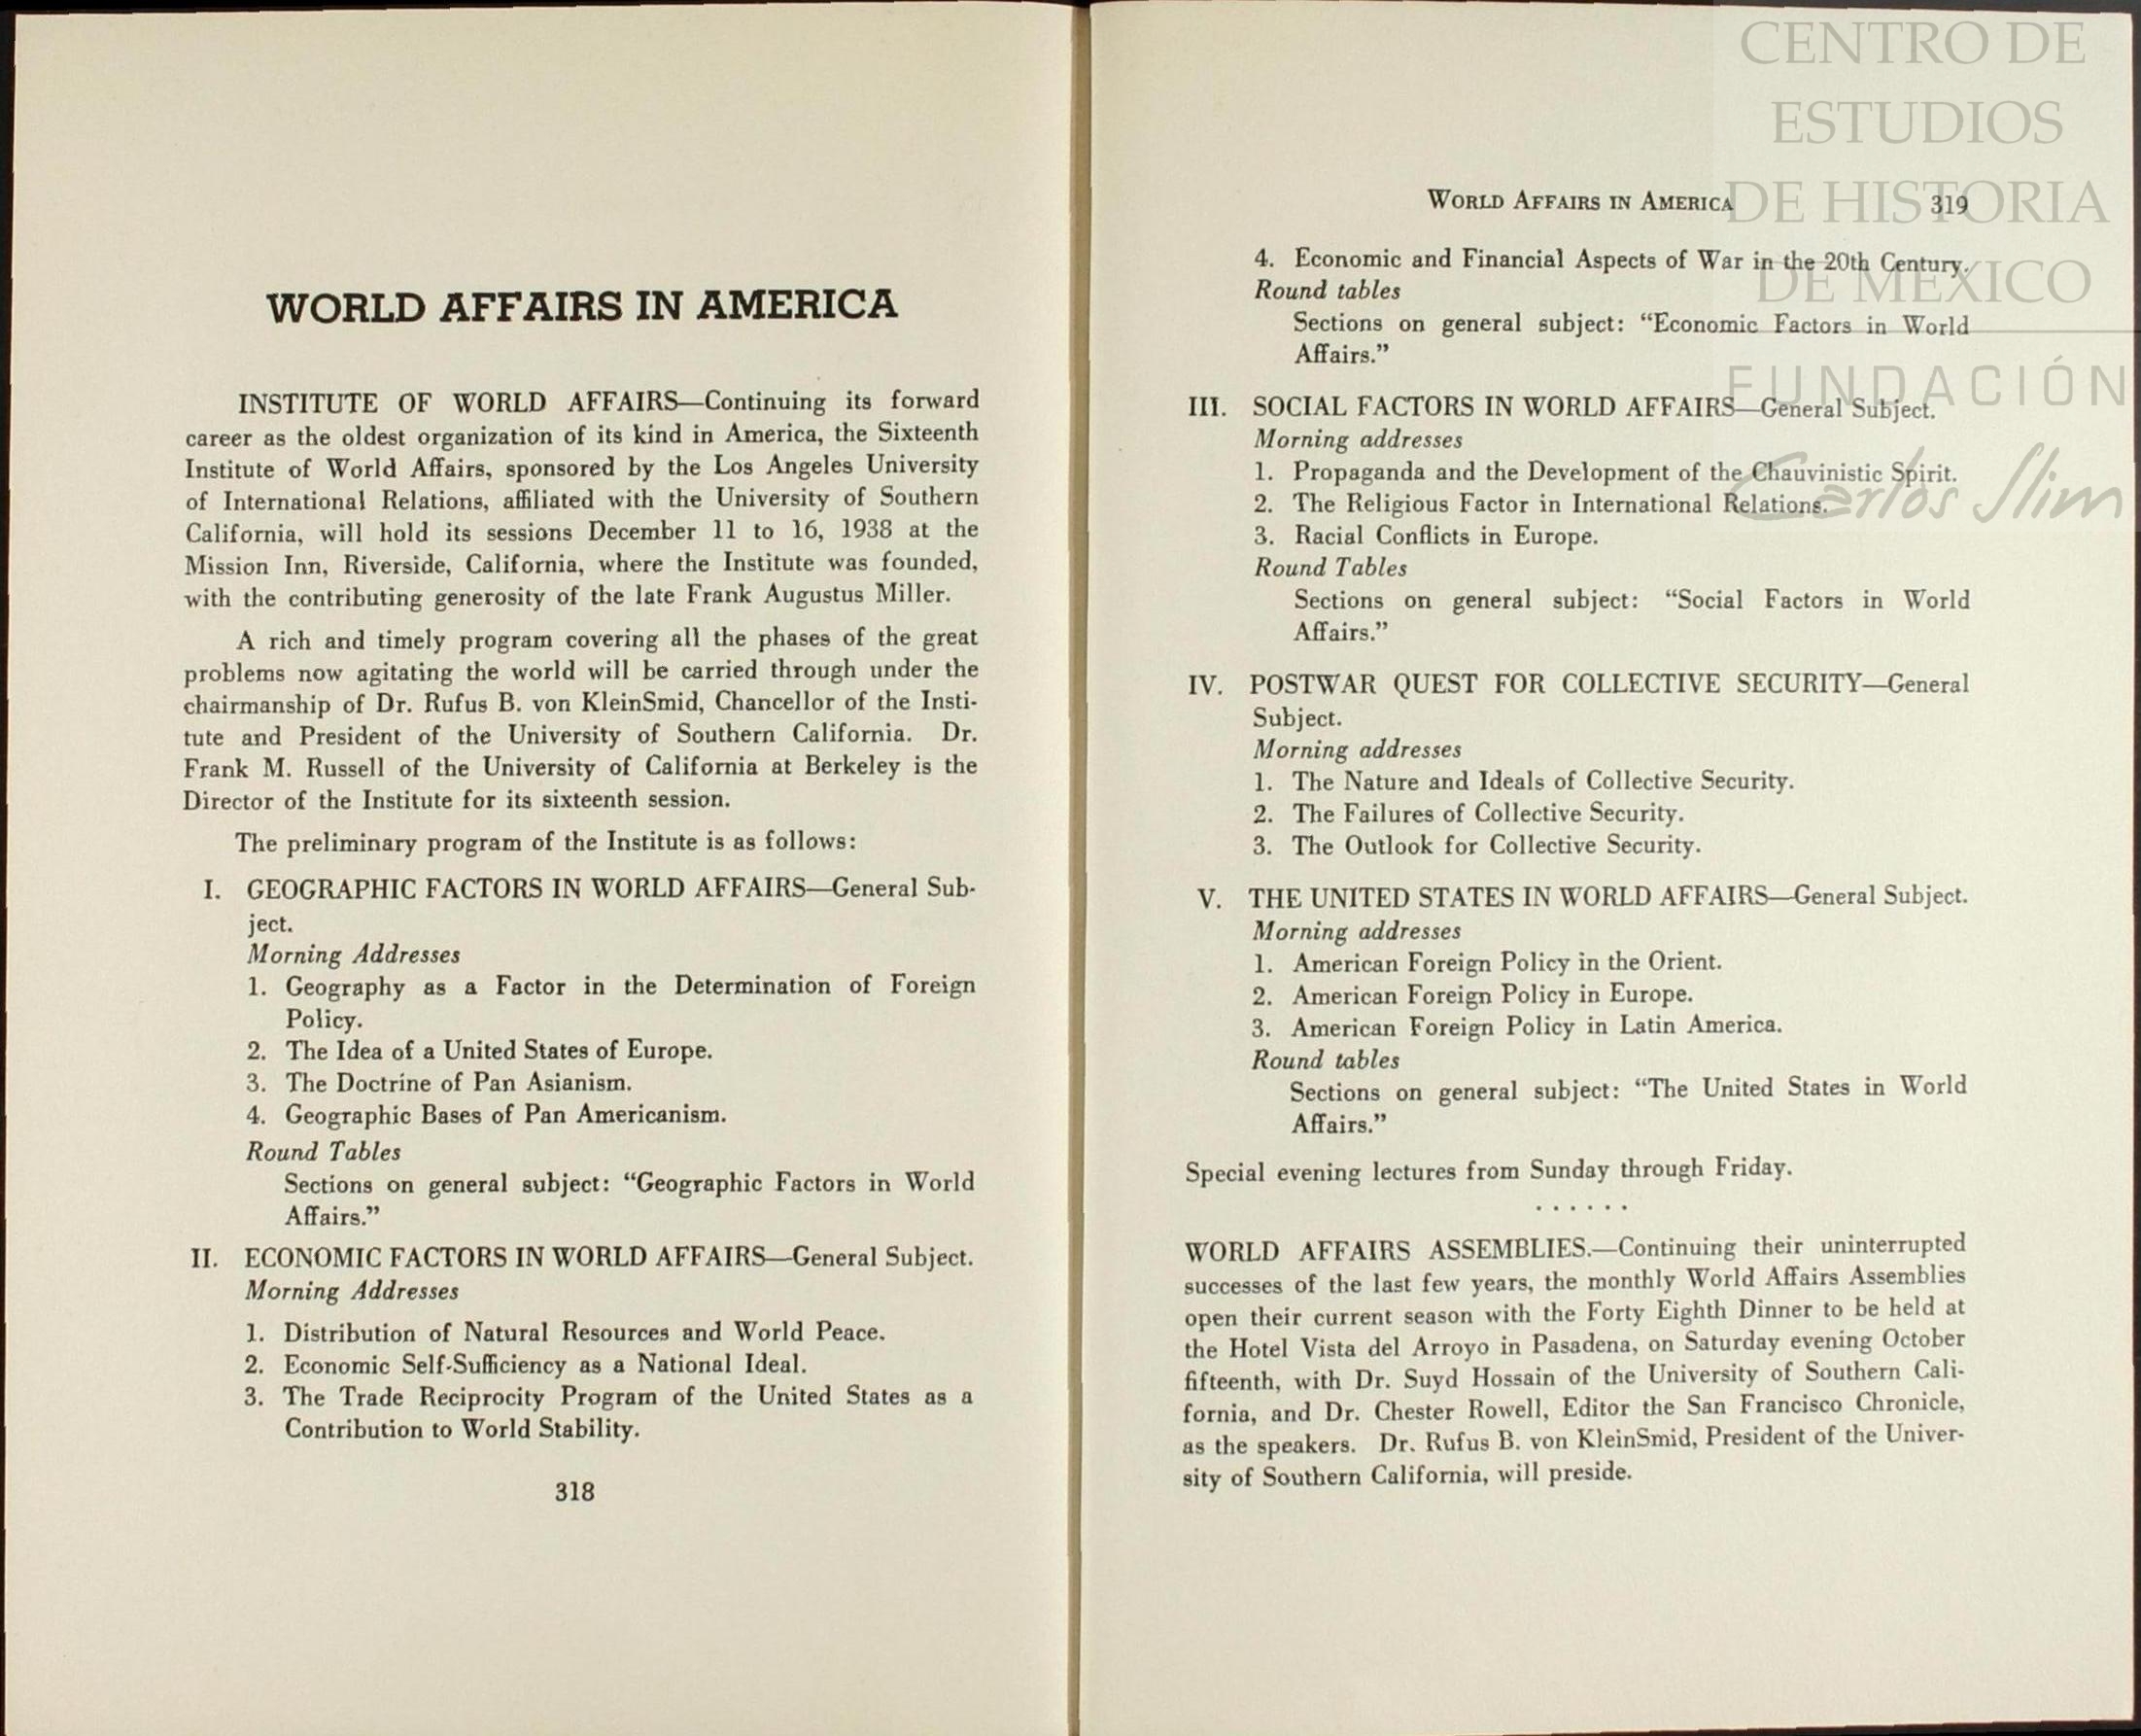 WORLD AFFAIRS IN AMERICA
INSTITUTE OF WORLD AFFAIRS—Continuing its forward
career as the oldest organization of its kind in America, the Sixteenth
Institute of World Affairs, sponsored by the Los Angeles University
of International Relations, affiliated with the University of Southern
California, will hold its sessions December 11 to 16, 1938 at the
Mission Inn, Riverside, California, where the Institute was founded,
with the contributing generosity of the late Frank Augustus Miller.
A rich and timely program covering all the phases of the great
problems now agitating the world will be carried through under the
chairmanship of Dr. Rufus B. von KleinSmid, Chancellor of the Insti-
tute and President of the University of Southern California. Dr.
Frank M. Russell of the University of California at Berkeley is the
Director of the Institute for its sixteenth session.
The preliminary program of the Institute is as follows:
I. GEOGRAPHIC FACTORS IN WORLD AFFAIRS—General Sub-
ject.
Morning Addresses
1. Geography as a Factor in the Determination of Foreign
Policy.
2. The Idea of a United States of Europe.
3. The Doctrine of Pan Asianism.
4. Geographic Bases of Pan Americanism.
Round Tables
Sections on general subject: “Geographic Factors in World
Affairs.”
II. ECONOMIC FACTORS IN WORLD AFFAIRS—General Subject.
Morning Addresses
1. Distribution of Natural Resources and World Peace.
2. Economic Self-Sufficiency as a National Ideal.
3. The Trade Reciprocity Program of the United States as a
Contribution to World Stability.
318
WORLD AFFAIRS IN AMERICA 319
4. Economic and Financial Aspects of War in the 20th Century.
Round tables
Sections on general subject: “Economic Factors in World
Affairs.”
III. SOCIAL FACTORS IN WORLD AFFAIRS—General Subject.
Morning addresses
1. Propaganda and the Development of the Chauvinistic Spirit.
2. The Religious Factor in International Relations.
3. Racial Conflicts in Europe.
Round Tables
Sections on general subject: “Social Factors in World
Affairs.”
IV. POSTWAR QUEST FOR COLLECTIVE SECURITY—General
Subject.
Morning addresses
1. The Nature and Ideals of Collective Security.
2. The Failures of Collective Security.
3. The Outlook for Collective Security.
V. THE UNITED STATES IN WORLD AFFAIRS—General Subject.
Morning addresses
1. American Foreign Policy in the Orient.
2. American Foreign Policy in Europe.
3. American Foreign Policy in Latin America.
Round tables
Sections on general subject: “The United States in World
Affairs.”
Special evening lectures from Sunday through Friday.
. . . . . .
WORLD AFFAIRS ASSEMBLIES.—Continuing their uninterrupted
successes of the last few years, the monthly World Affairs Assemblies
open their current season with the Forty Eighth Dinner to be held at
the Hotel Vista del Arroyo in Pasadena, on Saturday evening October
fifteenth, with Dr. Suyd Hossain of the University of Southern Cali-
fornia, and Dr. Chester Rowell, Editor the San Francisco Chronicle,
as the speakers. Dr. Rufus B. von KleinSmid, President of the Univer-
sity of Southern California, will preside.
CENTRO DE
ESTUDIOS
DE HISTORIA
DE MÉXICO
FUNDACIÓN
Carlos Slim